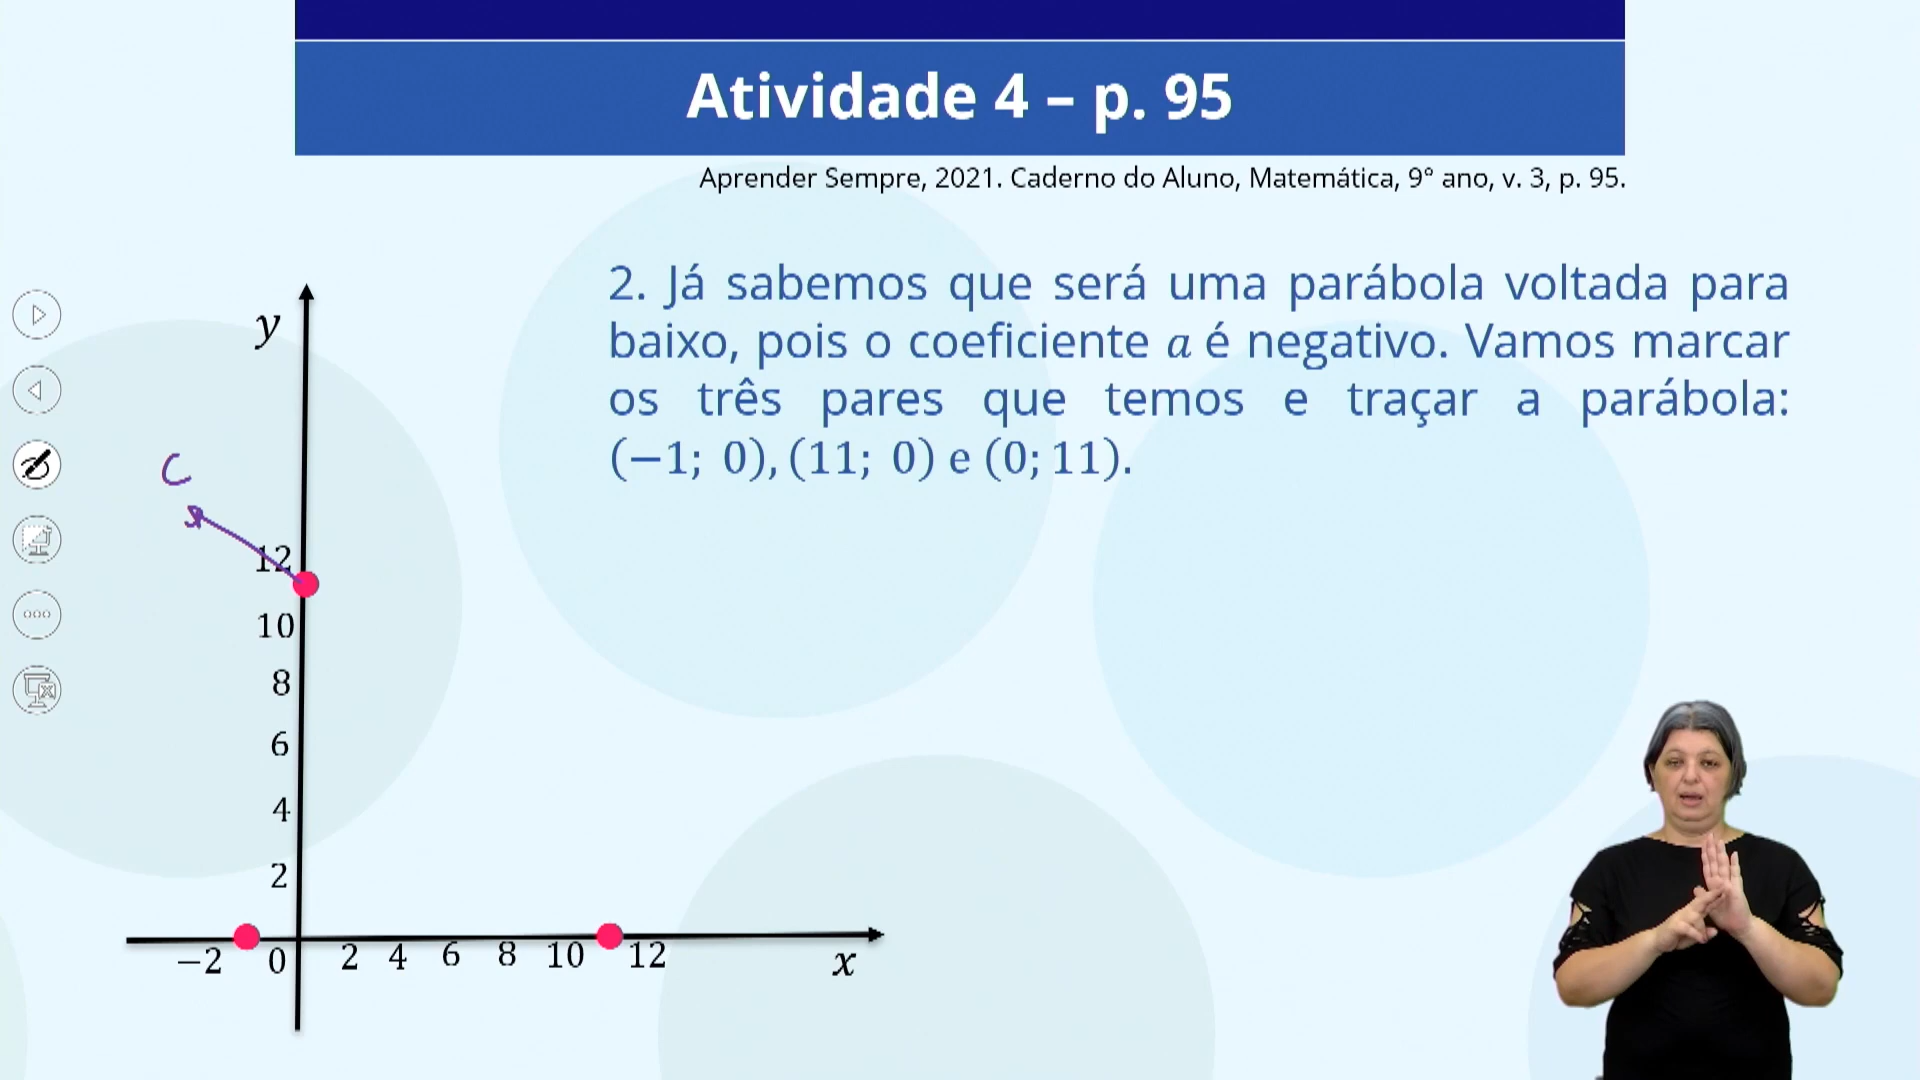 Atividade 4 – p. 95
Aprender Sempre, 2021. Caderno do Aluno, Matemática, 9° ano, v. 3, p. 95.
2. Já sabemos que será uma parábola voltada para
baixo, pois o coeficiente a é negativo. Vamos marcar
os três pares que temos e traçar a parábola:
(−1; 0), (11; 0) e (0; 11).
y
C
12
10
8
6
4
2
−2 0 2 4 6 8 10 12
x